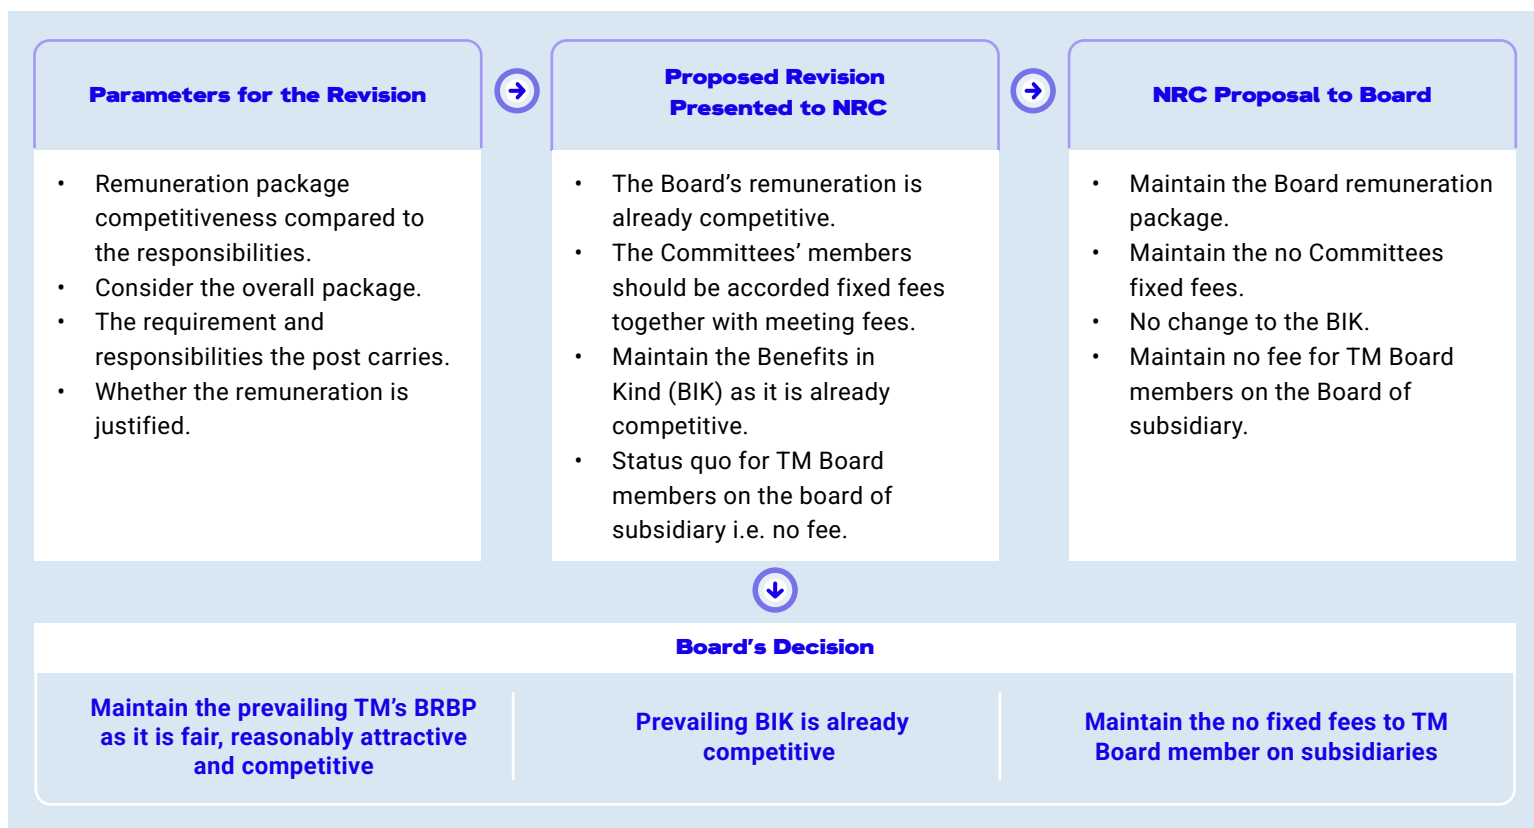 Parameters for the Revision
• Remuneration package
competitiveness compared to
the responsibilities.
• Consider the overall package.
• The requirement and
responsibilities the post carries.
• Whether the remuneration is
justified.
Proposed Revision
Presented to NRC
• The Board’s remuneration is
already competitive.
• The Committees’ members
should be accorded fixed fees
together with meeting fees.
• Maintain the Benefits in
Kind (BIK) as it is already
competitive.
• Status quo for TM Board
members on the board of
subsidiary i.e. no fee.
NRC Proposal to Board
• Maintain the Board remuneration
package.
• Maintain the no Committees
fixed fees.
• No change to the BIK.
• Maintain no fee for TM Board
members on the Board of
subsidiary.
Board’s Decision
Maintain the prevailing TM’s BRBP
as it is fair, reasonably attractive
and competitive
Prevailing BIK is already
competitive
Maintain the no fixed fees to TM
Board member on subsidiaries